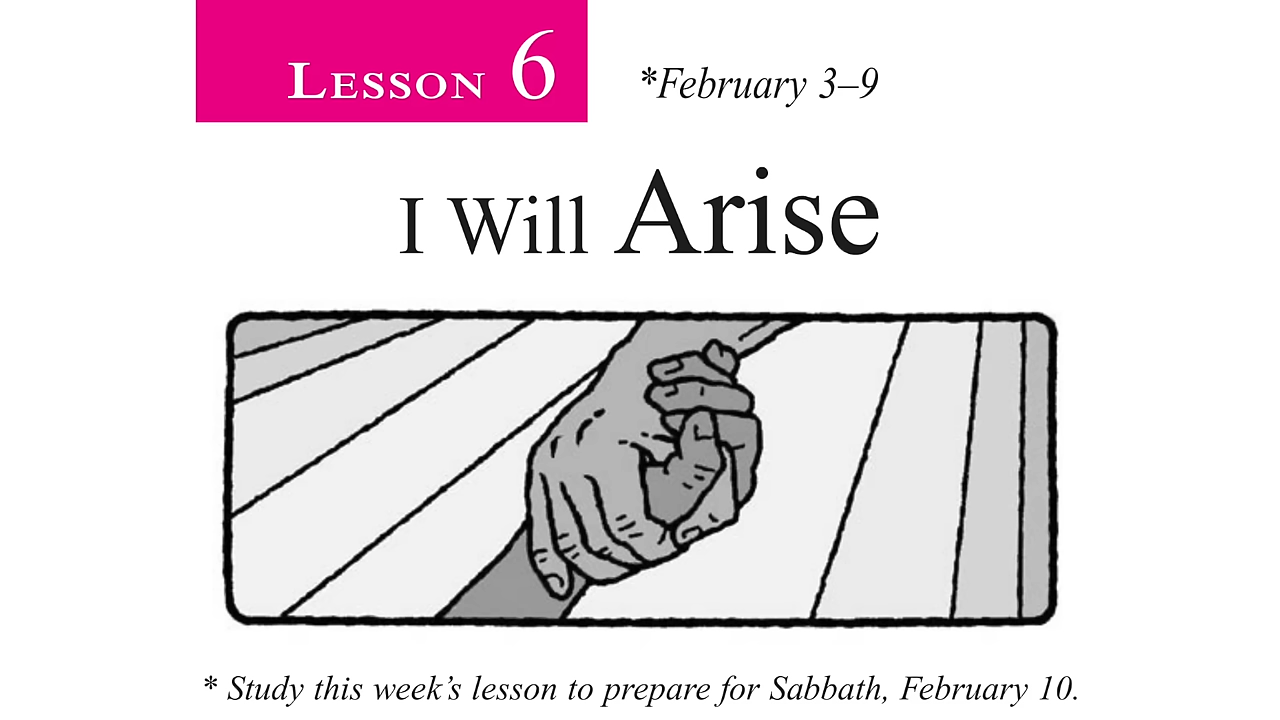 Lesson 6
*February 3–9
I Will Arise
* Study this week’s lesson to prepare for Sabbath, February 10.